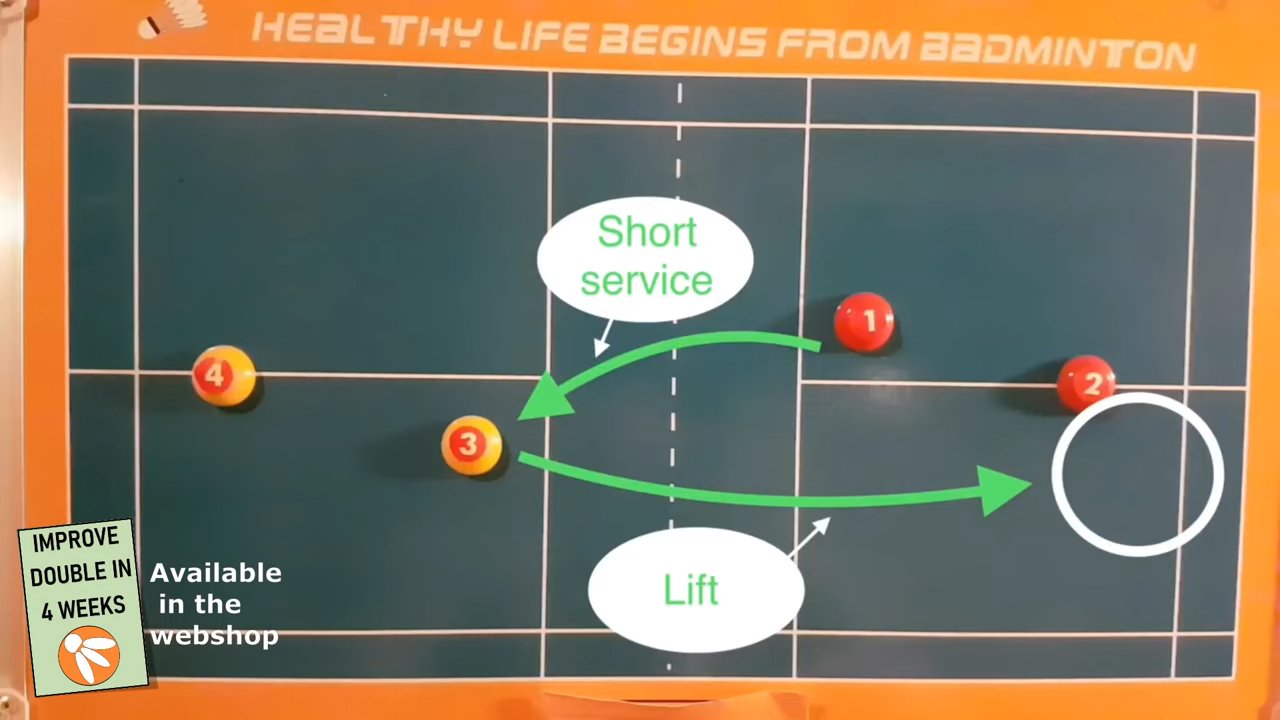 HEALTHY LIFE BEGINS FROM BADMINTON
Short
service
1
2
4
3
Lift
IMPROVE
DOUBLE IN
4 WEEKS
Available
in the
webshop